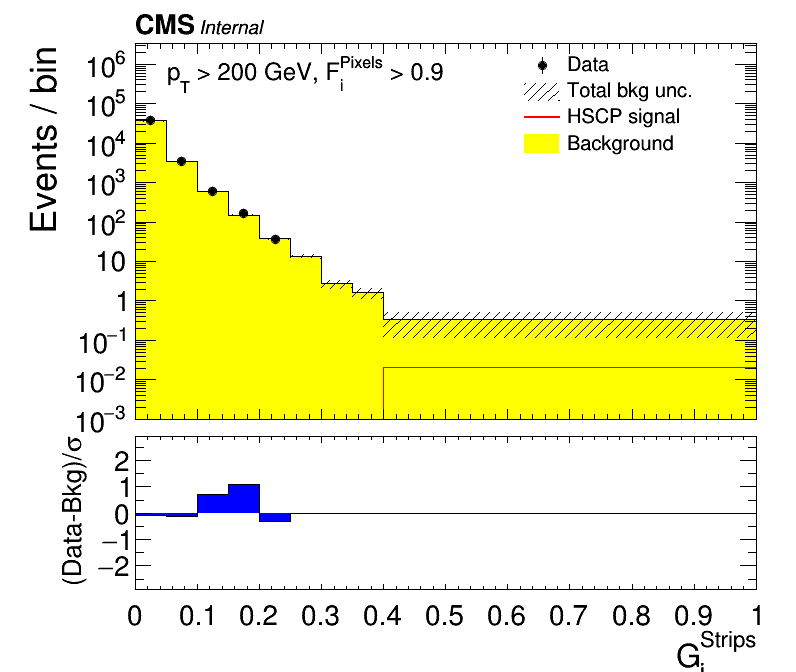 CMS Internal
p_T > 200 GeV, F_i^Pixels > 0.9
Data
Total bkg unc.
HSCP signal
Background
Events / bin
10^6
10^5
10^4
10^3
10^2
10
1
10^−1
10^−2
10^−3
(Data-Bkg)/σ
2
1
0
−1
−2
0 0.1 0.2 0.3 0.4 0.5 0.6 0.7 0.8 0.9 1
G_i^Strips